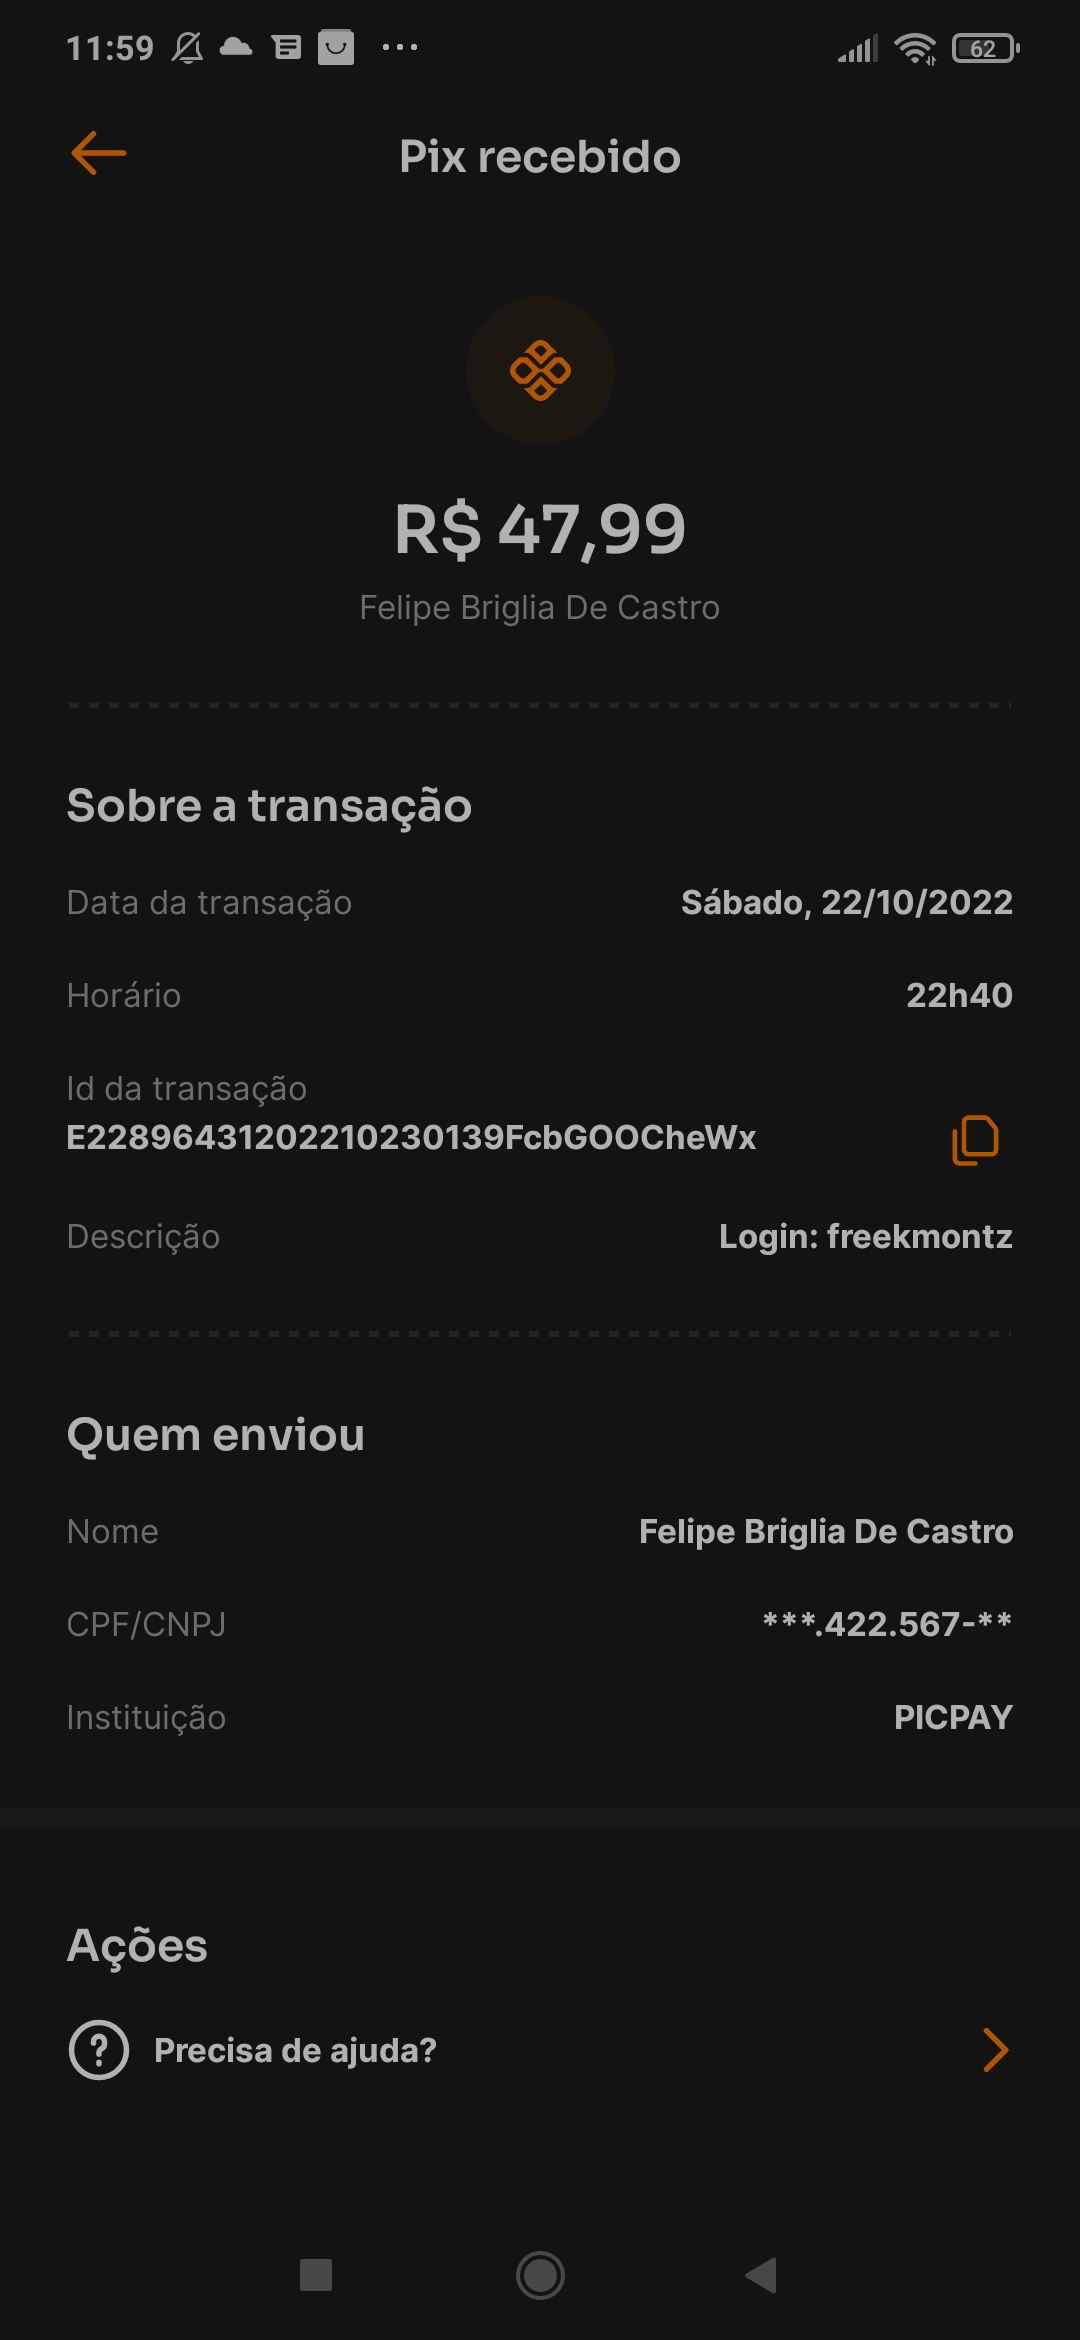 11:59
62
Pix recebido
R$ 47,99
Felipe Briglia De Castro
Sobre a transação
Data da transação Sábado, 22/10/2022
Horário 22h40
Id da transação
E22896431202210230139FcbGOOCheWx
Descrição Login: freekmontz
Quem enviou
Nome Felipe Briglia De Castro
CPF/CNPJ ***.422.567-**
Instituição PICPAY
Ações
Precisa de ajuda?